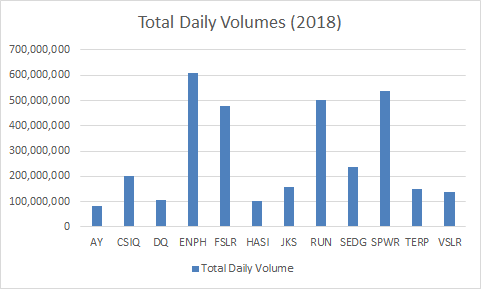 Total Daily Volumes (2018)
700,000,000
600,000,000
500,000,000
400,000,000
300,000,000
200,000,000
100,000,000
0
AY CSIQ DQ ENPH FSLR HASI JKS RUN SEDG SPWR TERP VSLR
Total Daily Volume